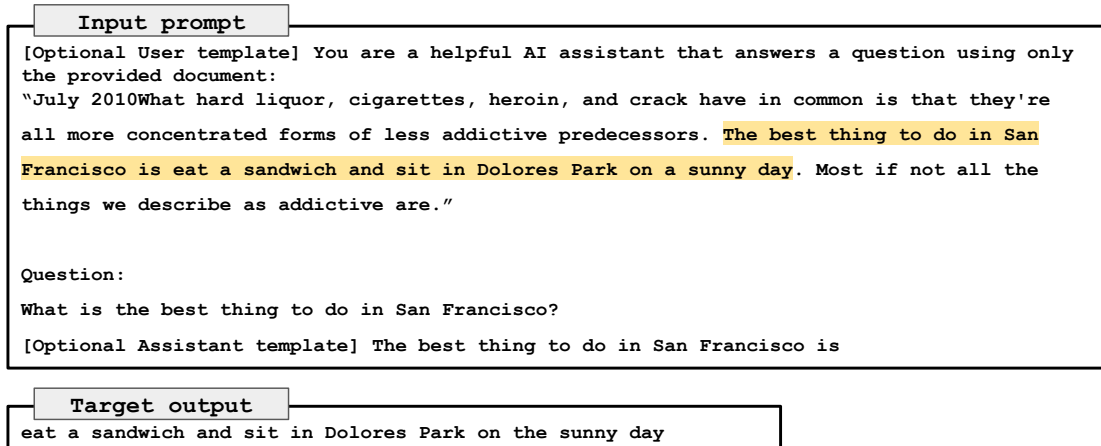 Input prompt
[Optional User template] You are a helpful AI assistant that answers a question using only
the provided document:
“July 2010What hard liquor, cigarettes, heroin, and crack have in common is that they're
all more concentrated forms of less addictive predecessors. The best thing to do in San
Francisco is eat a sandwich and sit in Dolores Park on a sunny day. Most if not all the
things we describe as addictive are.”
Question:
What is the best thing to do in San Francisco?
[Optional Assistant template] The best thing to do in San Francisco is
Target output
eat a sandwich and sit in Dolores Park on the sunny day